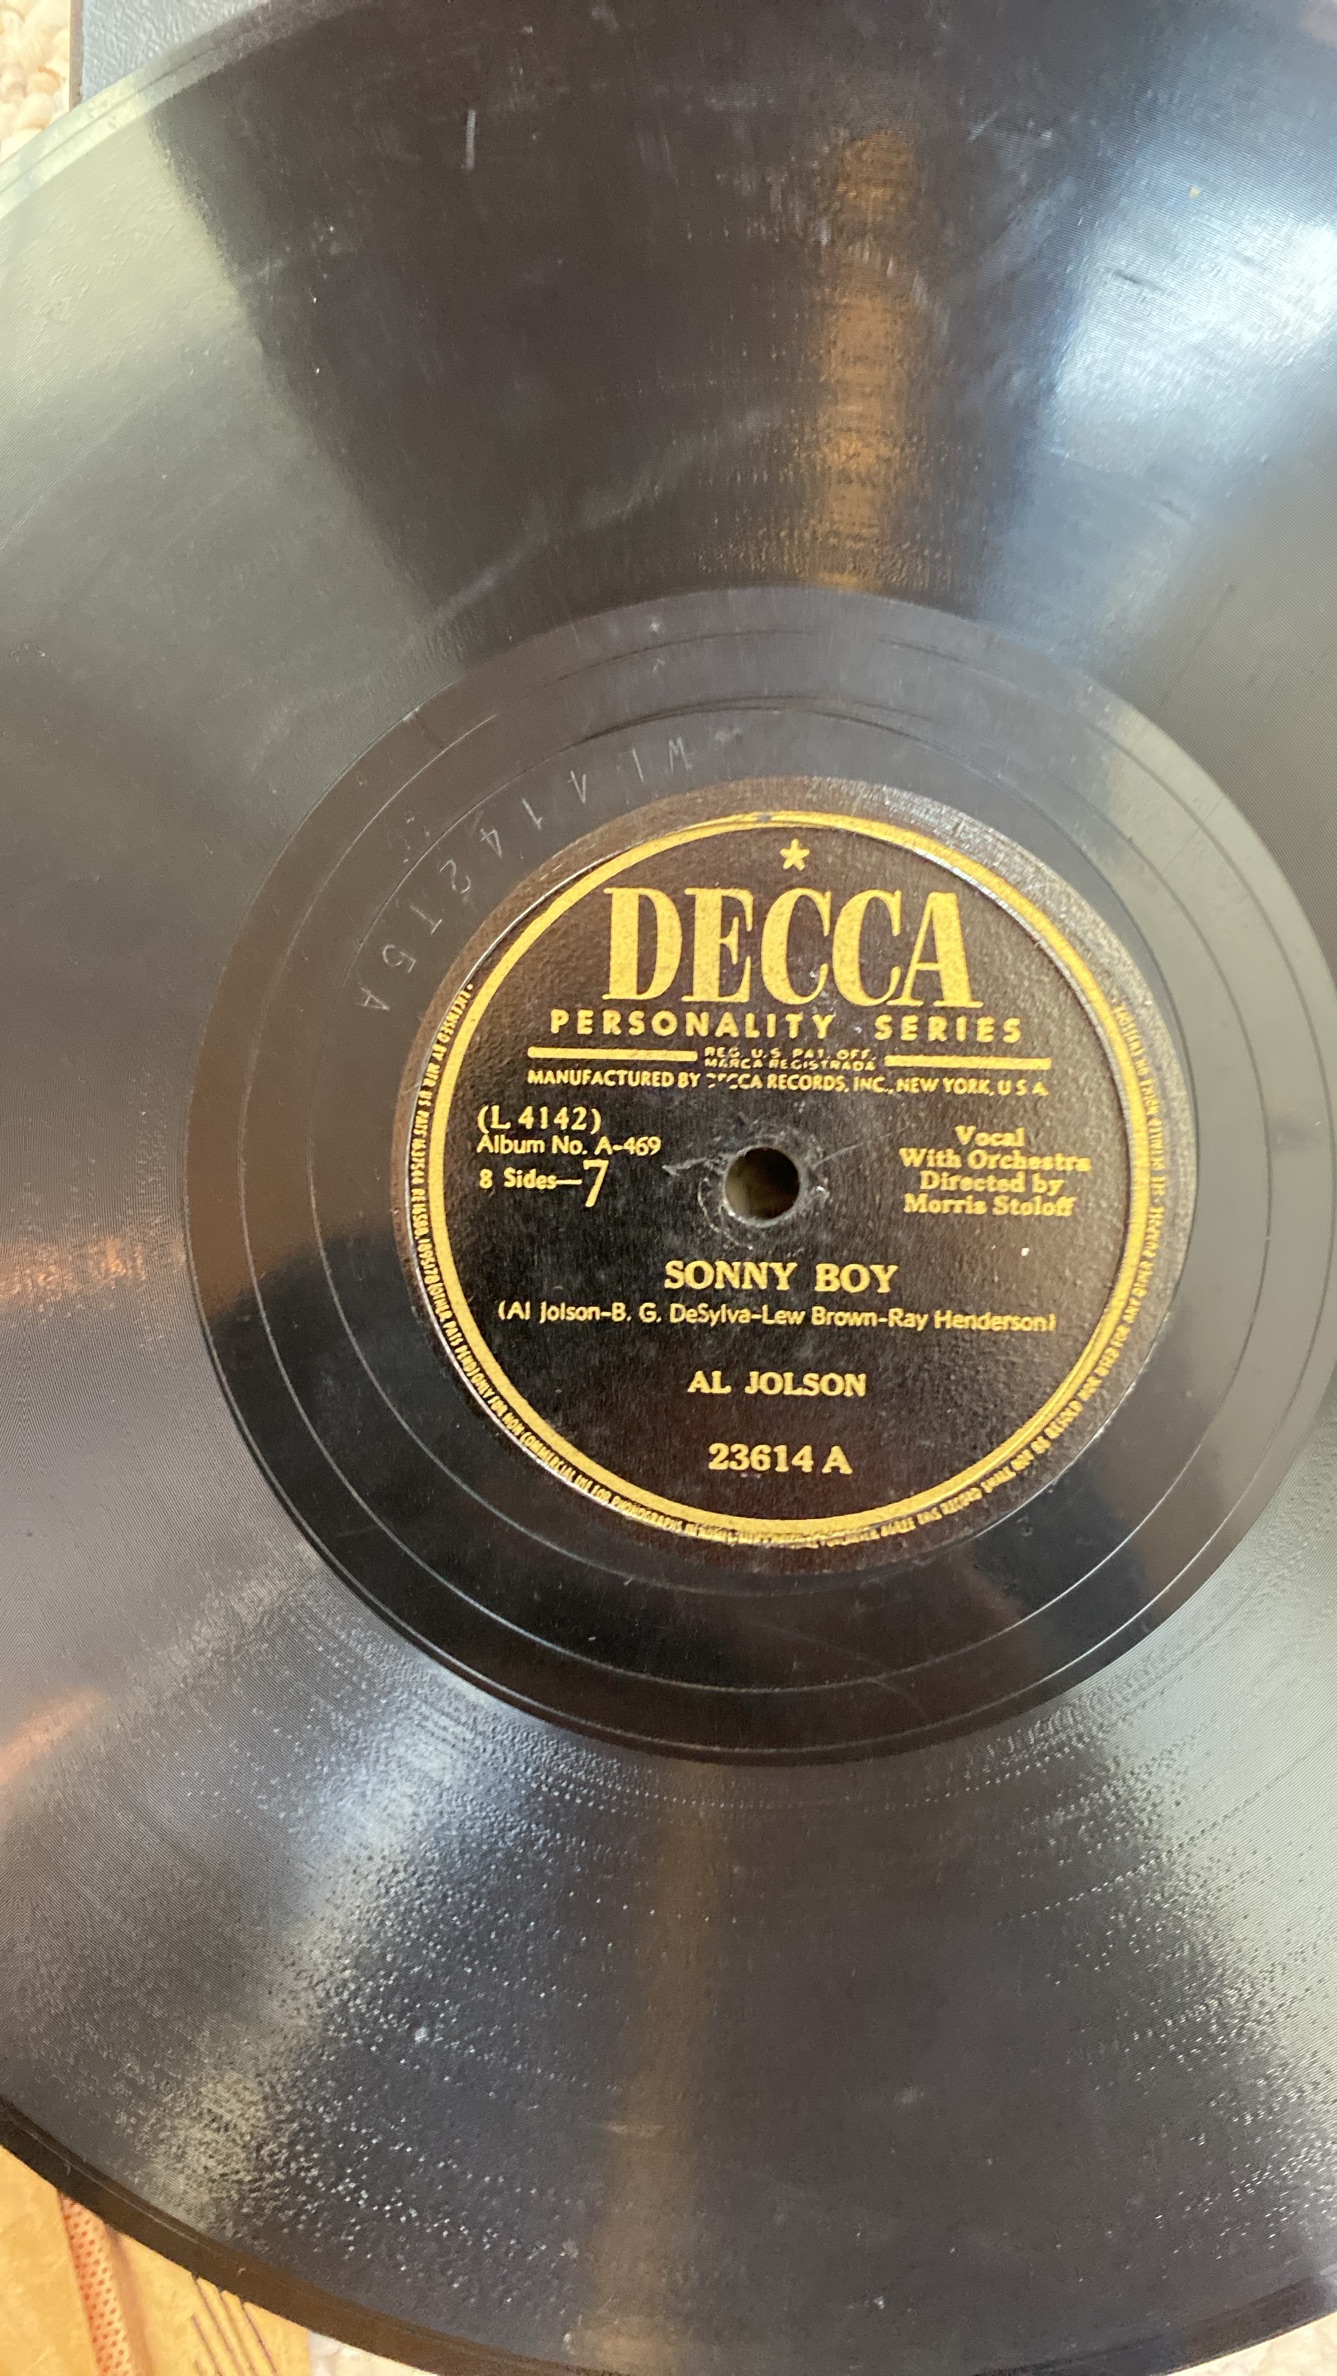 DECCA
PERSONALITY SERIES
REG. U.S. PAT. OFF.
MARCA REGISTRADA
MANUFACTURED BY DECCA RECORDS, INC., NEW YORK, U S A
(L 4142)
Album No. A-469
8 Sides—7
Vocal
With Orchestra
Directed by
Morris Stoloff
SONNY BOY
(Al Jolson-B. G. DeSylva-Lew Brown-Ray Henderson)
AL JOLSON
23614 A